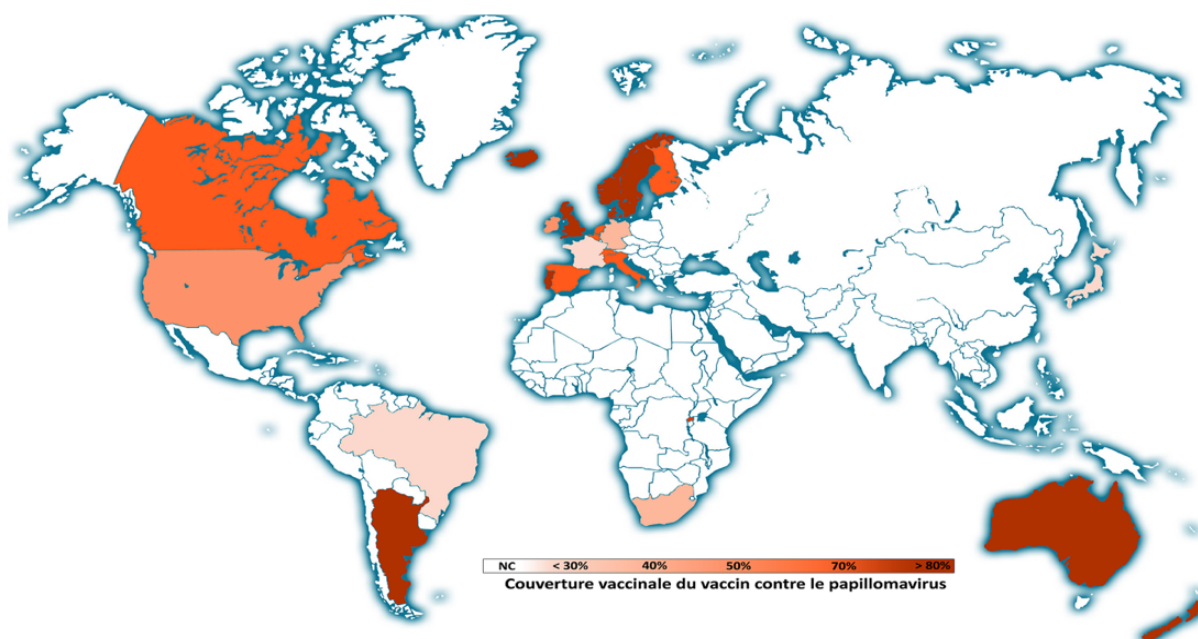 NC < 30% 40% 50% 70% > 80%
Couverture vaccinale du vaccin contre le papillomavirus